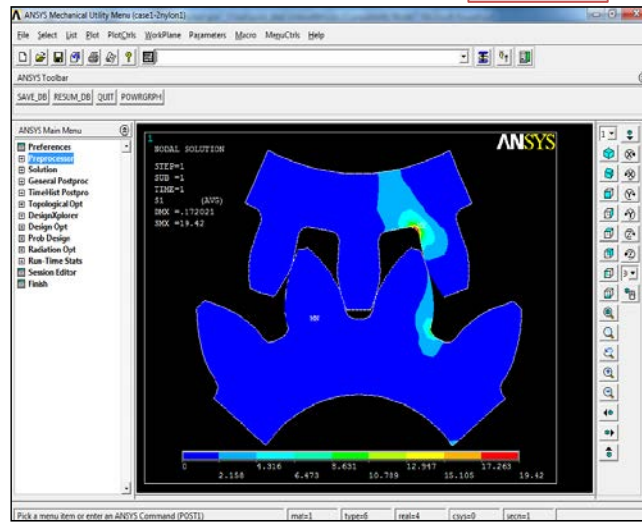 ANSYS Mechanical Utility Menu (case1-2nylon1)
File Select List Plot PlotCtrls WorkPlane Parameters Macro MenuCtrls Help
ANSYS Toolbar
SAVE_DB RESUM_DB QUIT POWRGRPH
ANSYS Main Menu
Preferences
Preprocessor
Solution
General Postproc
TimeHist Postpro
Topological Opt
DesignXplorer
Design Opt
Prob Design
Radiation Opt
Run-Time Stats
Session Editor
Finish
1
ANSYS
NODAL SOLUTION
STEP=1
SUB =1
TIME=1
S1 (AVG)
DMX =.172021
SMX =19.42
MN
0 4.316 8.631 12.947 17.263
2.158 6.473 10.789 15.105 19.42
1
3
Pick a menu item or enter an ANSYS Command (POST1) mat=1 type=6 real=4 csys=0 secn=1